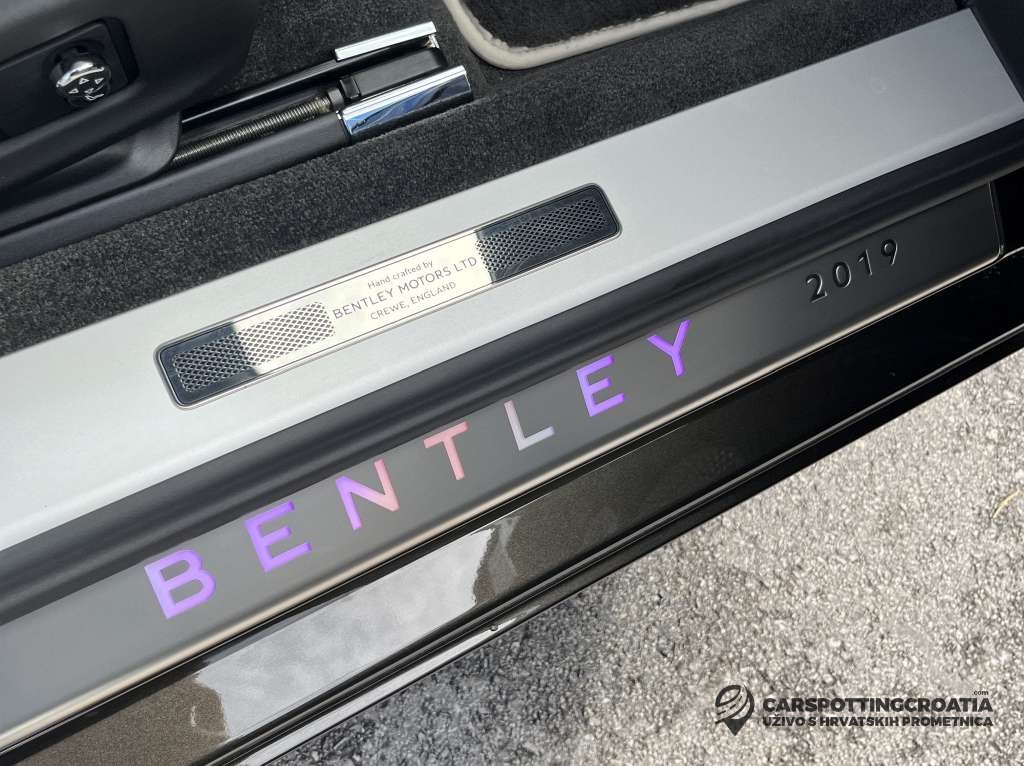 Hand crafted by
BENTLEY MOTORS LTD
CREWE, ENGLAND
2019
BENTLEY
.com
CARSPOTTINGCROATIA
UŽIVO S HRVATSKIH PROMETNICA